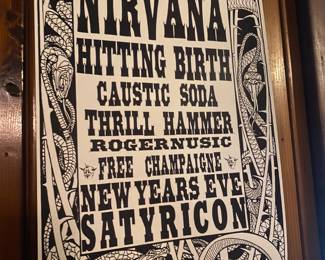 NIRVANA
HITTING BIRTH
CAUSTIC SODA
THRILL HAMMER
ROGERNUSIC
FREE CHAMPAIGNE
NEW YEARS EVE
SATYRICON